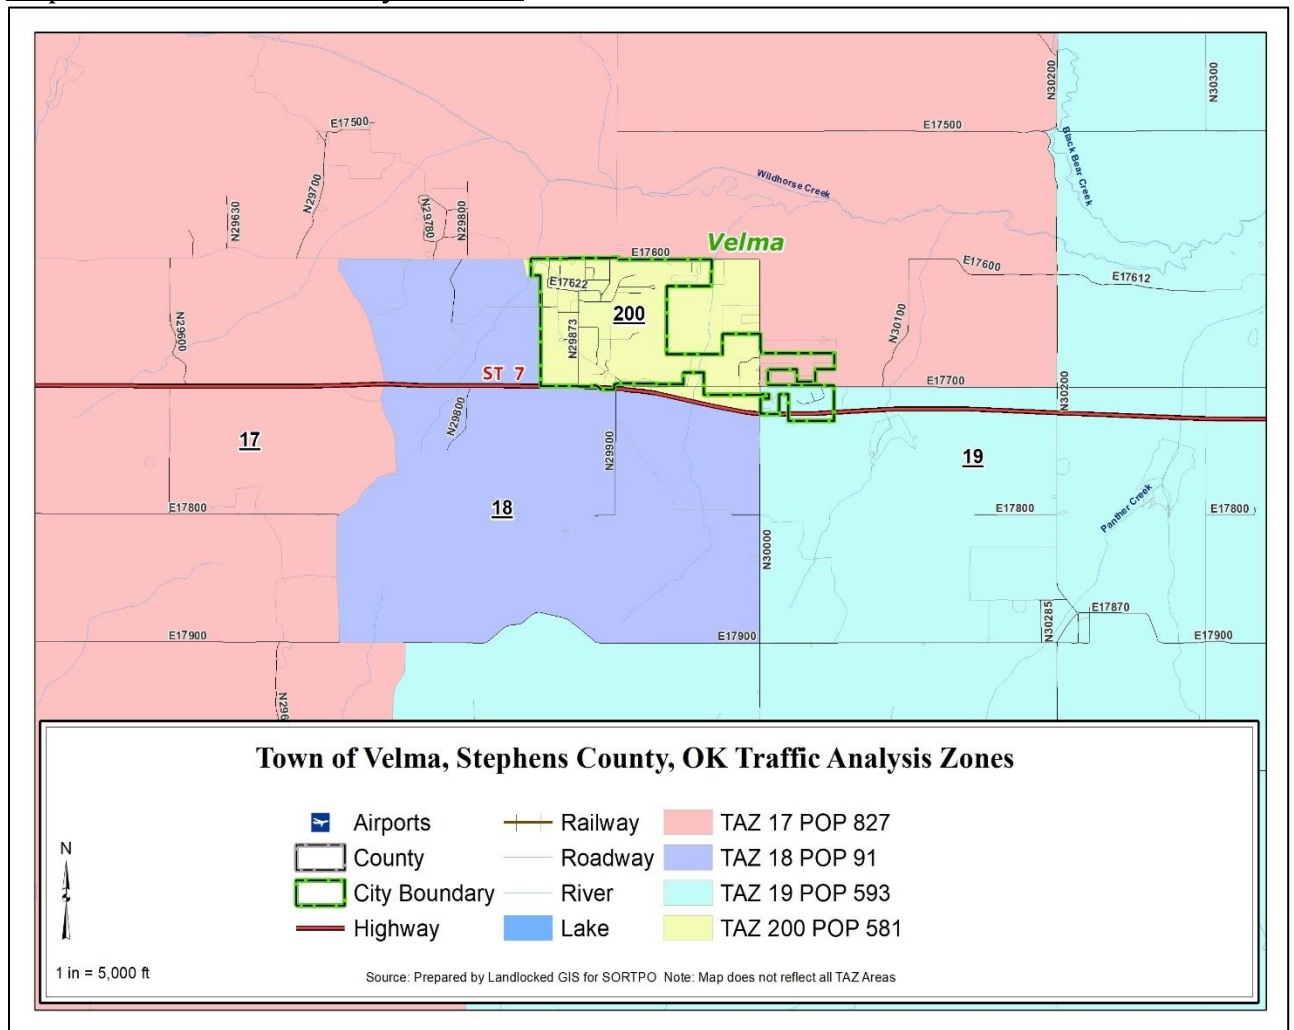 N30200
N30300
E17500
E17500
Black Bear Creek
N29700
Wildhorse Creek
N29630
N29780
N29800
Velma
E17600
E17600
E17612
E17622
200
N29873
N30100
N29600
ST 7
E17700
N30200
N29800
17
N29900
19
18
Panther Creek
E17800
E17800
E17800
N30000
E17870
N30285
E17900
E17900
E17900
N296
Town of Velma, Stephens County, OK Traffic Analysis Zones
Airports
Railway
TAZ 17 POP 827
County
Roadway
TAZ 18 POP 91
N
City Boundary
River
TAZ 19 POP 593
Highway
Lake
TAZ 200 POP 581
1 in = 5,000 ft
Source: Prepared by Landlocked GIS for SORTPO Note: Map does not reflect all TAZ Areas